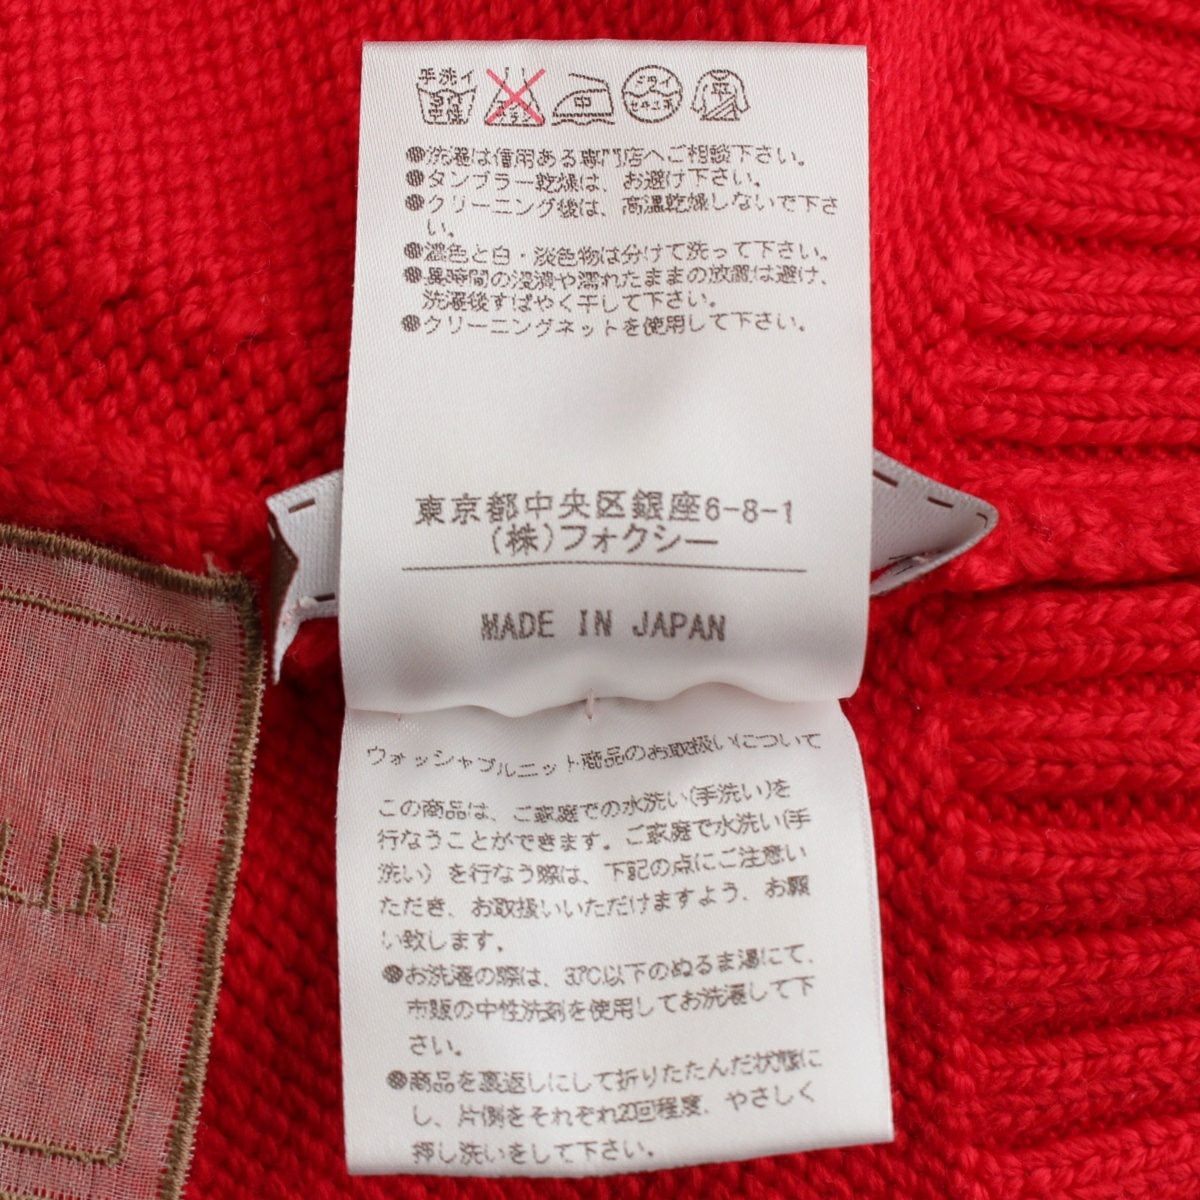 手洗イ
中性
エンソ
サラシ
中
ドライ
セキユ系
●洗濯は信用ある専門店へご相談下さい。
●タンブラー乾燥は、お避け下さい。
●クリーニング後は、高温乾燥しないで下さ
い。
●濃色と白・淡色物は分けて洗って下さい。
●長時間の浸漬や濡れたままの放置は避け、
洗濯後すばやく干して下さい。
●クリーニングネットを使用して下さい。
東京都中央区銀座6-8-1
(株)フォクシー
MADE IN JAPAN
ウォッシャブルニット商品のお取扱いについて
この商品は、ご家庭での水洗い(手洗い)を
行なうことができます。ご家庭で水洗い(手
洗い)を行なう際は、下記の点にご注意い
ただき、お取扱いいただけますよう、お願
い致します。
●お洗濯の際は、30℃以下のぬるま湯にて、
市販の中性洗剤を使用してお洗濯して下
さい。
●商品を裏返しにして折りたたんだ状態に
し、片側をそれぞれ20回程度、やさしく
押し洗いをして下さい。